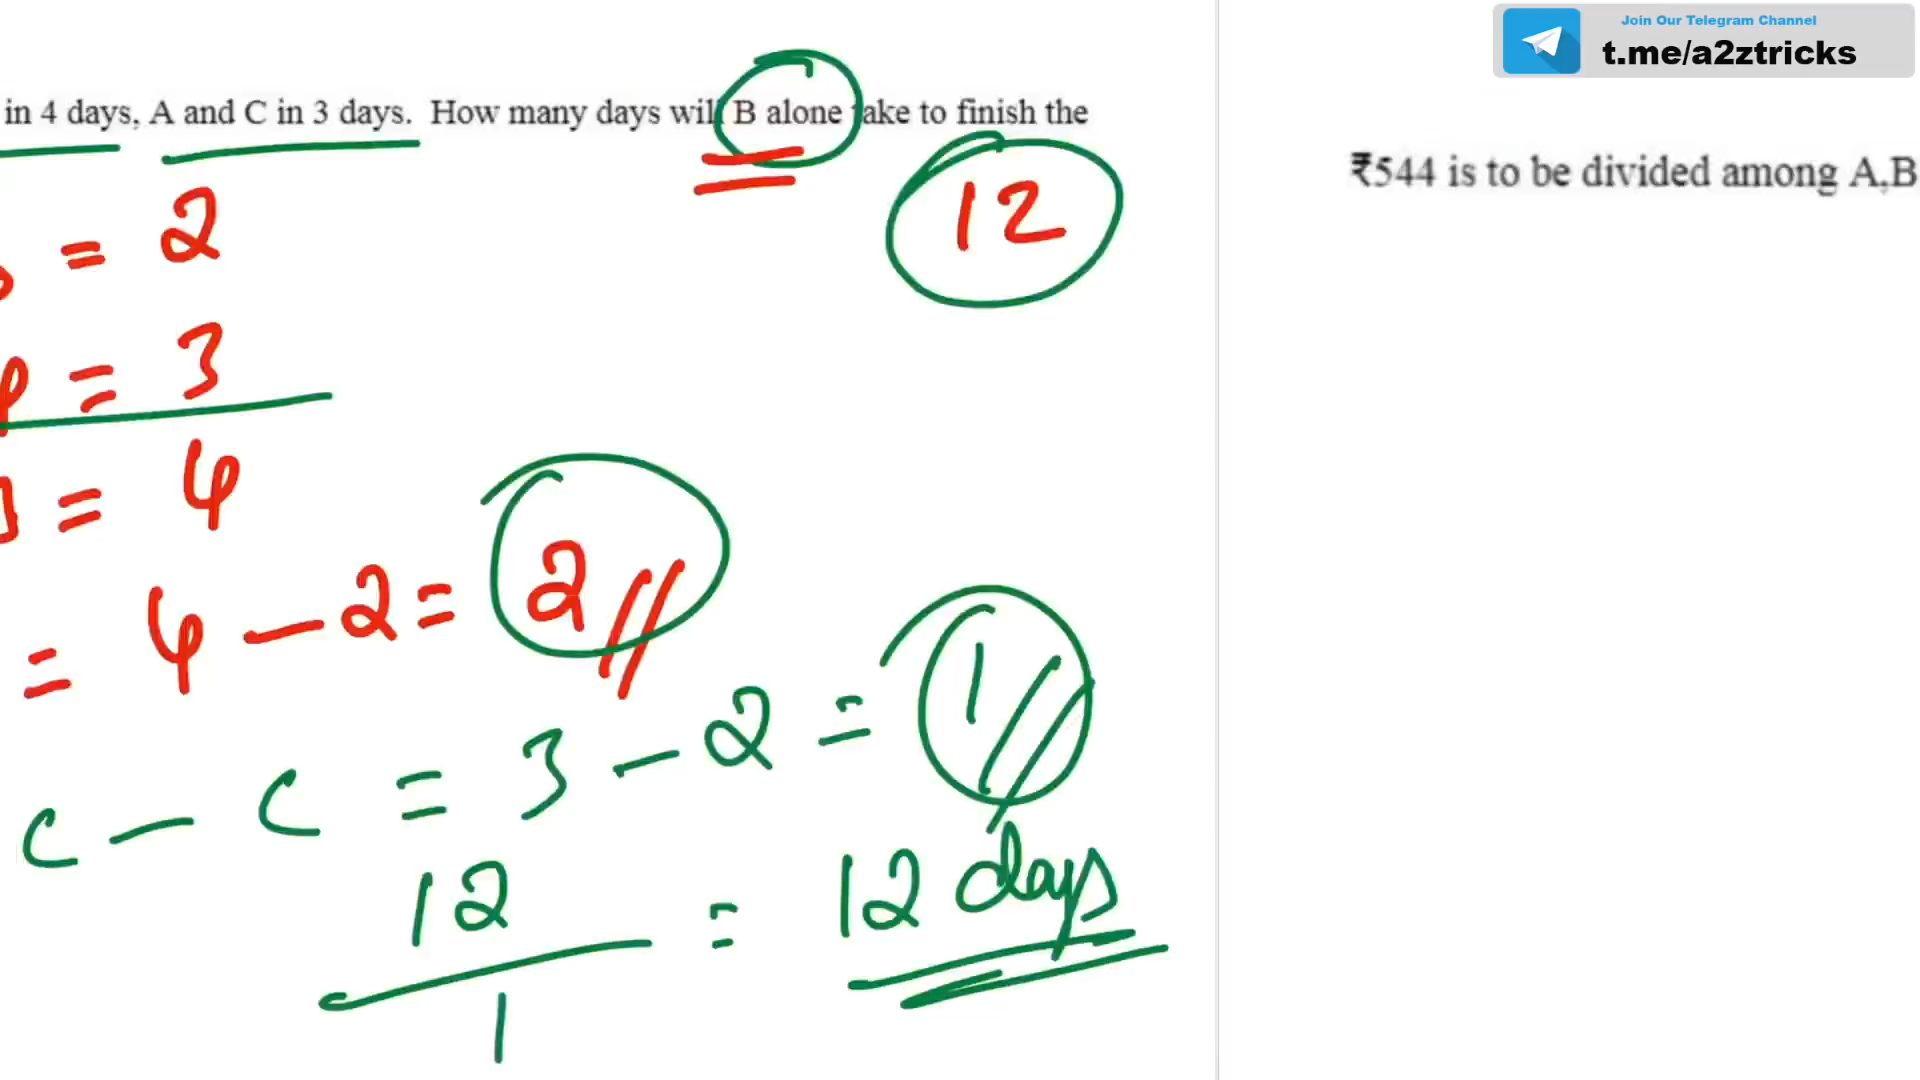 Join Our Telegram Channel
t.me/a2ztricks
in 4 days, A and C in 3 days. How many days will B alone take to finish the
12
= 2
= 3
= 4
= 4 - 2 = 2
C - C = 3 - 2 = 1
12
1
= 12 days
₹544 is to be divided among A,B